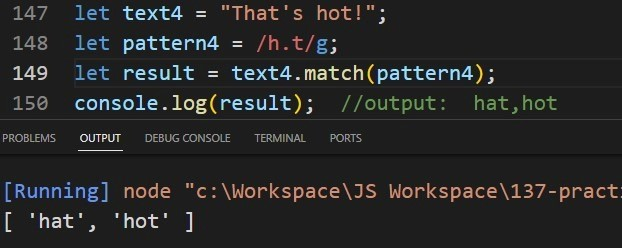 147 let text4 = "That's hot!";
148 let pattern4 = /h.t/g;
149 let result = text4.match(pattern4);
150 console.log(result);  //output:  hat,hot
PROBLEMS OUTPUT DEBUG CONSOLE TERMINAL PORTS
[Running] node "c:\Workspace\JS Workspace\137-pract
[ 'hat', 'hot' ]